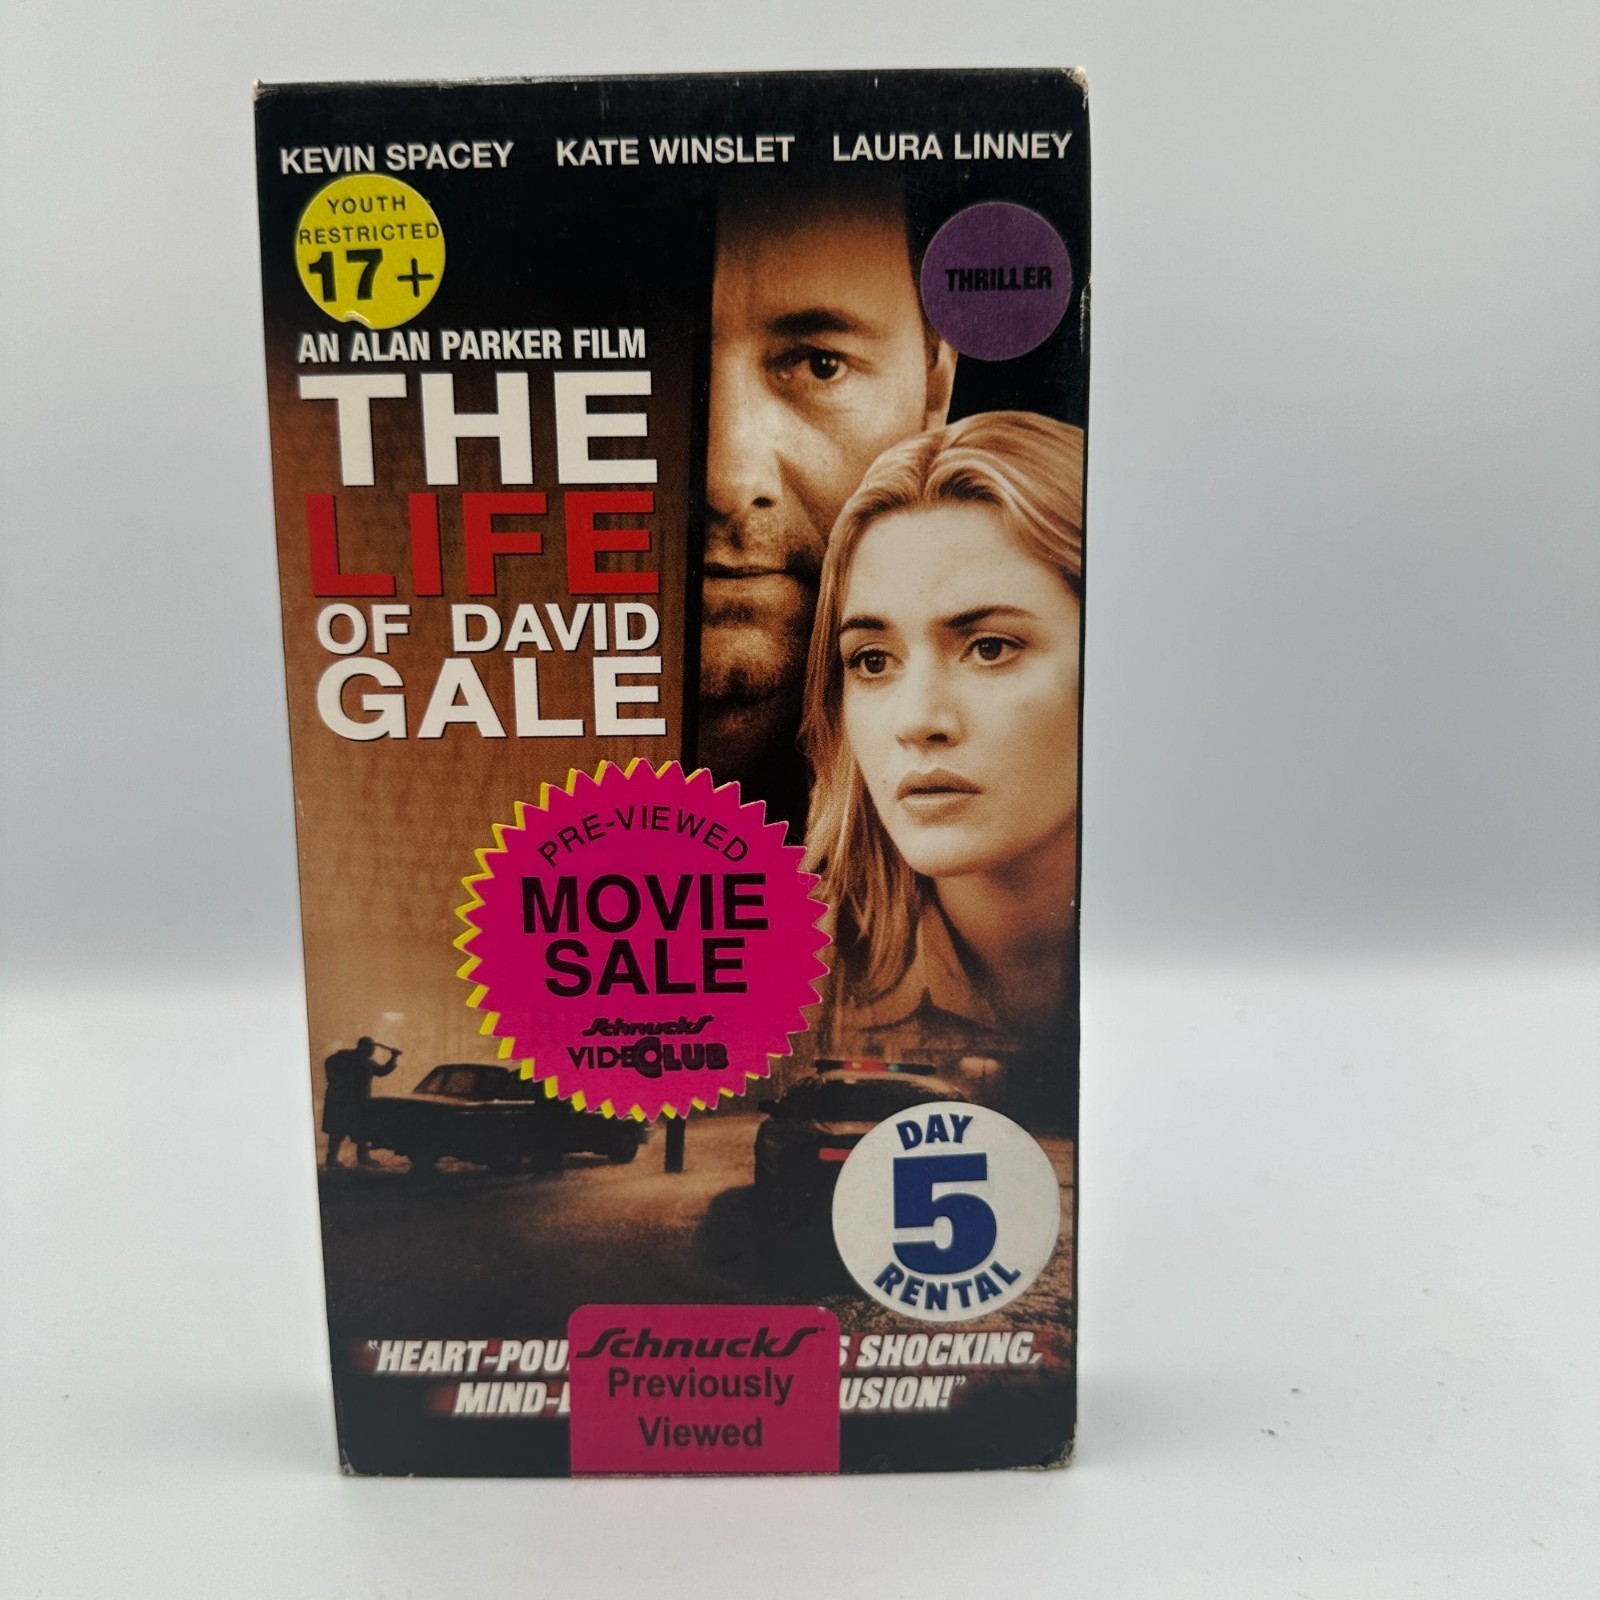 KEVIN SPACEY KATE WINSLET LAURA LINNEY
YOUTH
RESTRICTED
17+
THRILLER
AN ALAN PARKER FILM
THE
LIFE
OF DAVID
GALE
PRE-VIEWED
MOVIE
SALE
Schnucks
VIDEOCLUB
DAY
5
RENTAL
"HEART-POU SHOCKING,
MIND- USION!"
Schnucks
Previously
Viewed